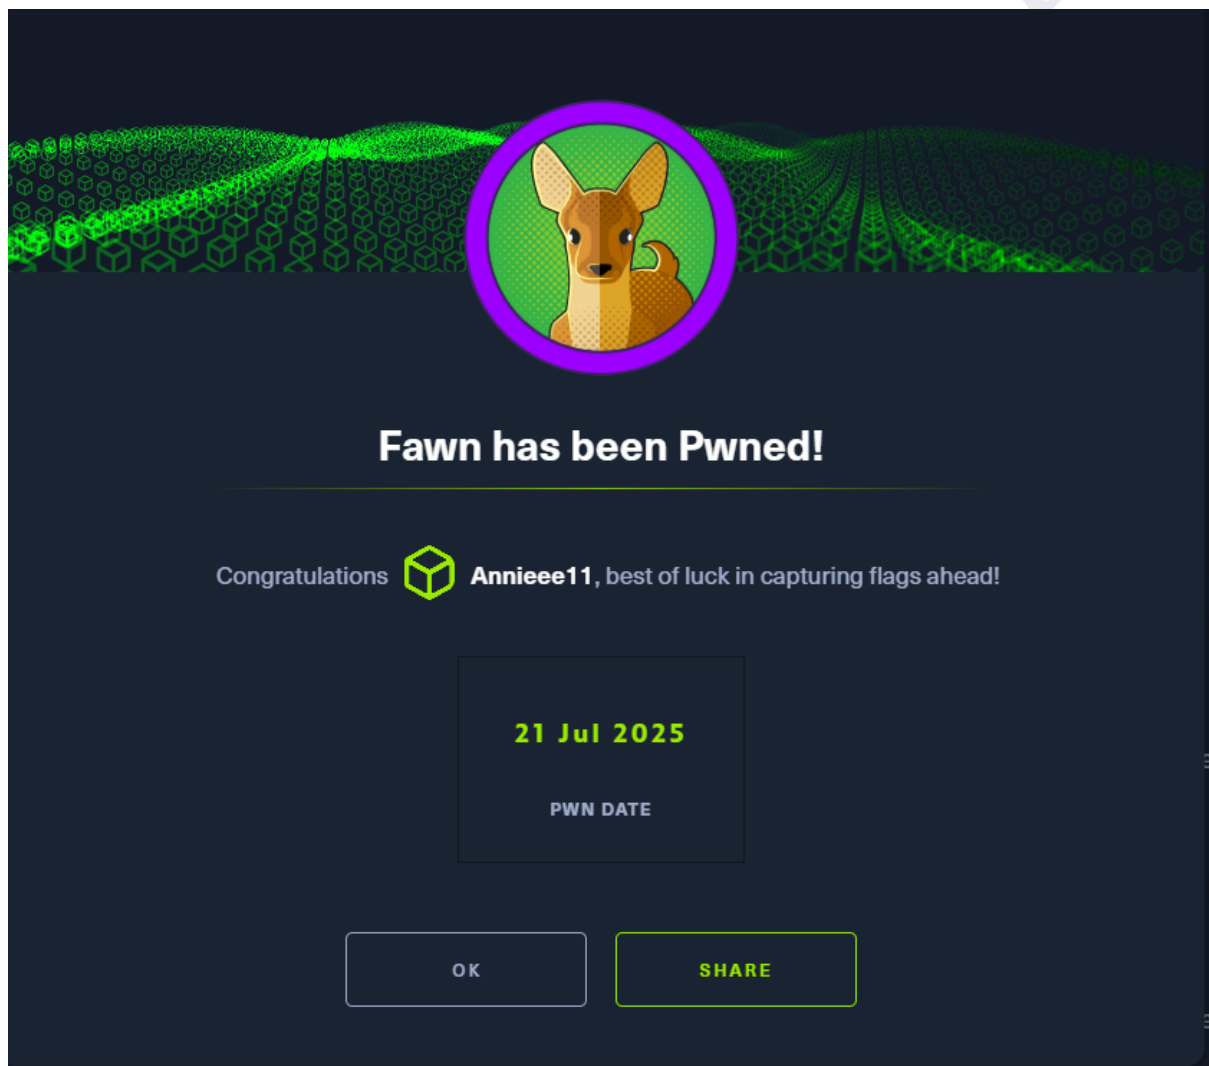 Fawn has been Pwned!
Congratulations Annieee11, best of luck in capturing flags ahead!
21 Jul 2025
PWN DATE
OK SHARE